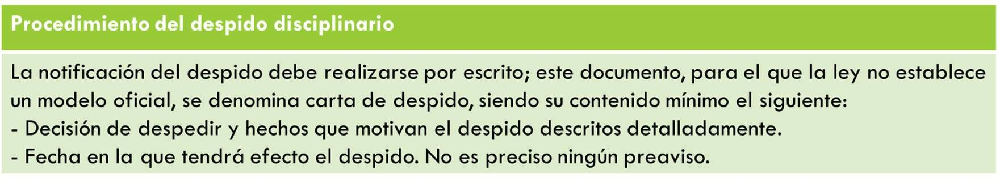 Procedimiento del despido disciplinario
La notificación del despido debe realizarse por escrito; este documento, para el que la ley no establece
un modelo oficial, se denomina carta de despido, siendo su contenido mínimo el siguiente:
- Decisión de despedir y hechos que motivan el despido descritos detalladamente.
- Fecha en la que tendrá efecto el despido. No es preciso ningún preaviso.